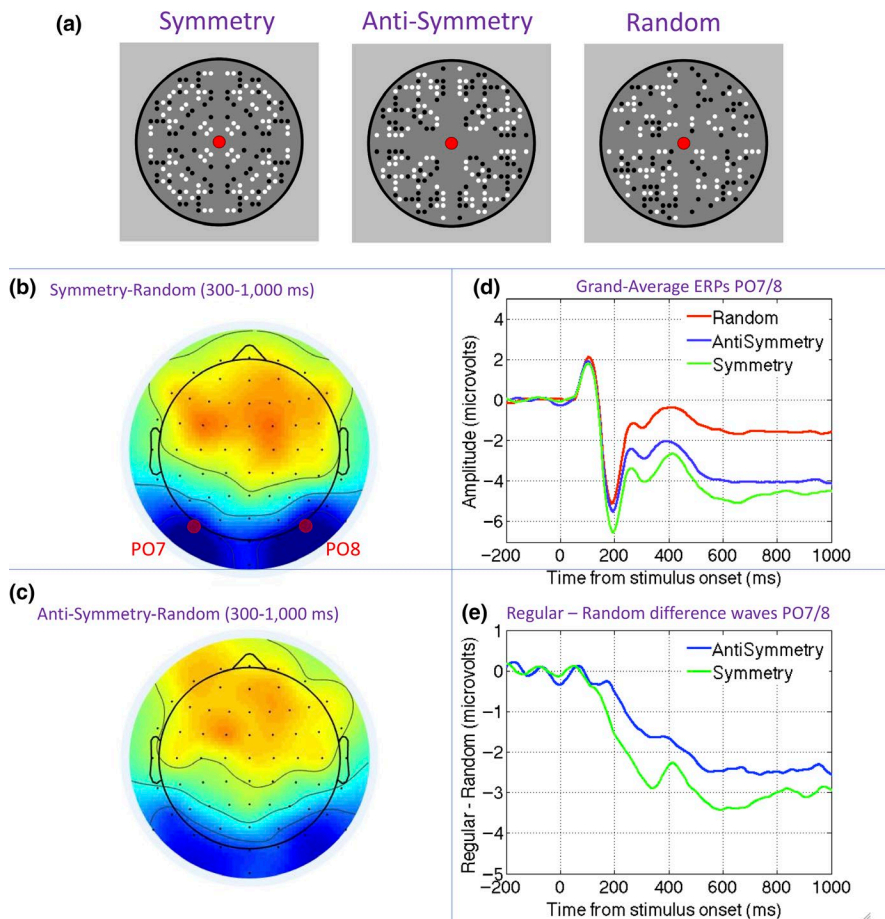 (a)
Symmetry
Anti-Symmetry
Random
(b)
Symmetry-Random (300-1,000 ms)
PO7
PO8
(c)
Anti-Symmetry-Random (300-1,000 ms)
(d)
Grand-Average ERPs PO7/8
Amplitude (microvolts)
4
2
0
−2
−4
−6
Random
AntiSymmetry
Symmetry
−200 0 200 400 600 800 1000
Time from stimulus onset (ms)
(e)
Regular – Random difference waves PO7/8
Regular - Random (microvolts)
1
0
−1
−2
−3
−4
−5
AntiSymmetry
Symmetry
−200 0 200 400 600 800 1000
Time from stimulus onset (ms)